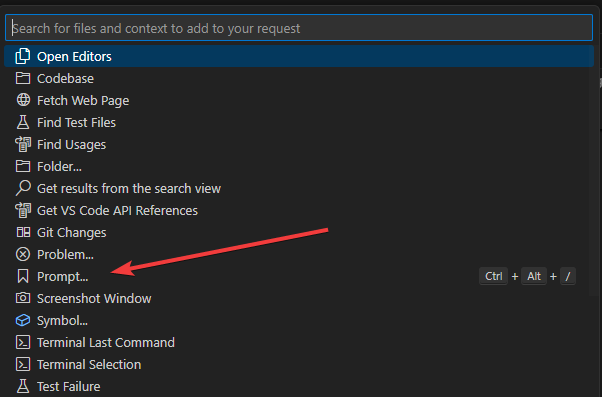 Search for files and context to add to your request
Open Editors
Codebase
Fetch Web Page
Find Test Files
Find Usages
Folder...
Get results from the search view
Get VS Code API References
Git Changes
Problem...
Prompt... Ctrl + Alt + /
Screenshot Window
Symbol...
Terminal Last Command
Terminal Selection
Test Failure